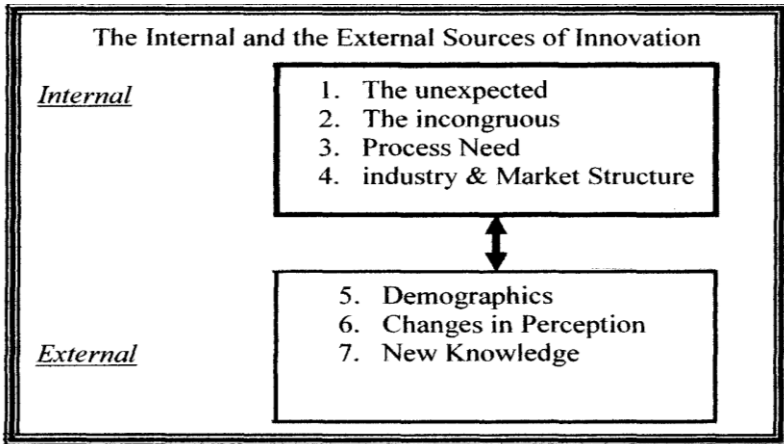 The Internal and the External Sources of Innovation
Internal
1. The unexpected
2. The incongruous
3. Process Need
4. industry & Market Structure
5. Demographics
6. Changes in Perception
External
7. New Knowledge